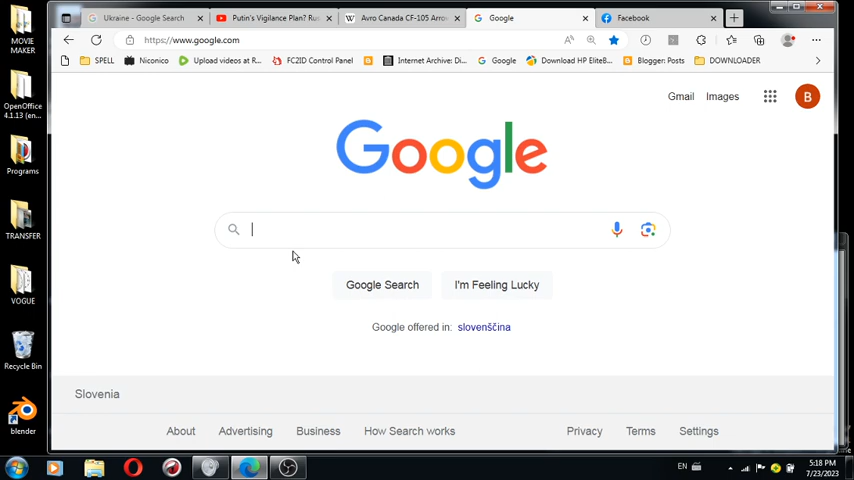 MOVIE
MAKER
OpenOffice
4.1.13 (en...
Programs
TRANSFER
VOGUE
Recycle Bin
blender
Ukraine - Google Search
Putin's Vigilance Plan? Rus
Avro Canada CF-105 Arro
Google
Facebook
https://www.google.com
SPELL
Niconico
Upload videos at R...
FC2ID Control Panel
Internet Archive: Di...
Google
Download HP EliteB...
Blogger: Posts
DOWNLOADER
Gmail Images
B
Google
Google Search I'm Feeling Lucky
Google offered in: slovenščina
Slovenia
About Advertising Business How Search works Privacy Terms Settings
EN
5:18 PM
7/23/2023